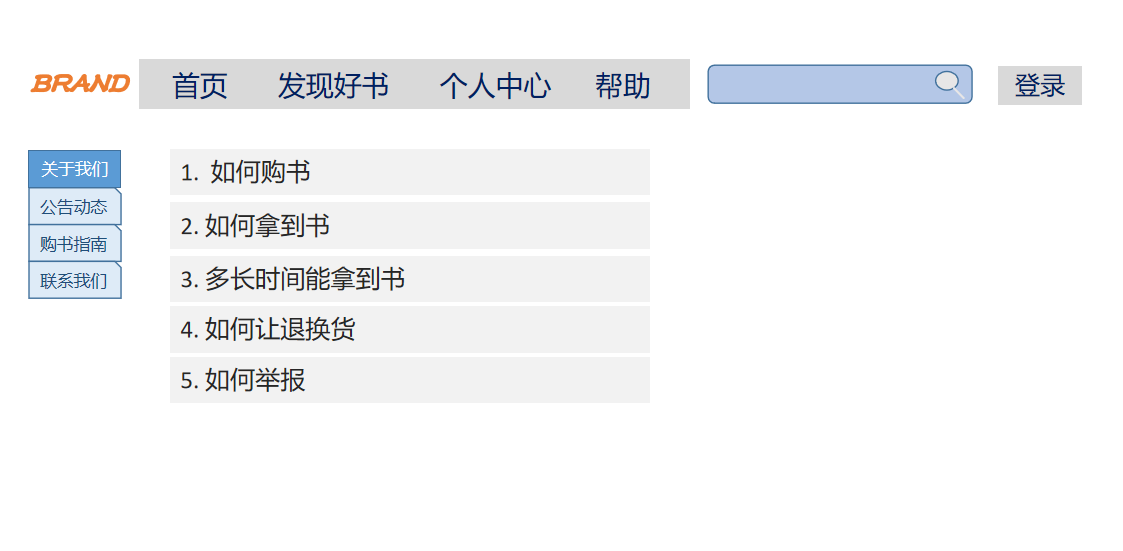 BRAND 首页 发现好书 个人中心 帮助 登录
关于我们
公告动态
购书指南
联系我们
1. 如何购书
2. 如何拿到书
3. 多长时间能拿到书
4. 如何让退换货
5. 如何举报